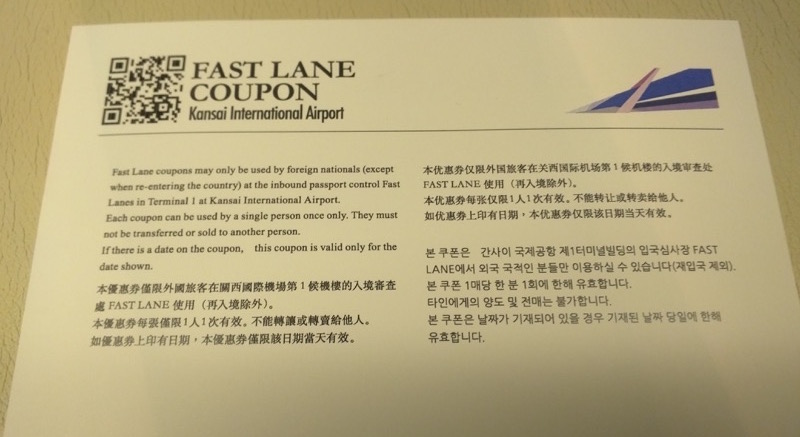 FAST LANE
COUPON
Kansai International Airport
Fast Lane coupons may only be used by foreign nationals (except
when re-entering the country) at the inbound passport control Fast
Lanes in Terminal 1 at Kansai International Airport.
Each coupon can be used by a single person once only. They must
not be transferred or sold to another person.
If there is a date on the coupon, this coupon is valid only for the
date shown.
本優惠券僅限外國旅客在關西國際機場第1候機樓的入境審查
處 FAST LANE 使用（再入境除外）。
本優惠券每張僅限1人1次有效。不能轉讓或轉賣給他人。
如優惠券上印有日期，本優惠券僅限該日期當天有效。
本优惠券仅限外国旅客在关西国际机场第1候机楼的入境审查处
FAST LANE 使用（再入境除外）。
本优惠券每张仅限1人1次有效。不能转让或转卖给他人。
如优惠券上印有日期，本优惠券仅限该日期当天有效。
본 쿠폰은 간사이 국제공항 제1터미널빌딩의 입국심사장 FAST
LANE에서 외국 국적인 분들만 이용하실 수 있습니다(재입국 제외).
본 쿠폰 1매당 한 분 1회에 한해 유효합니다.
타인에게의 양도 및 전매는 불가합니다.
본 쿠폰은 날짜가 기재되어 있을 경우 기재된 날짜 당일에 한해
유효합니다.